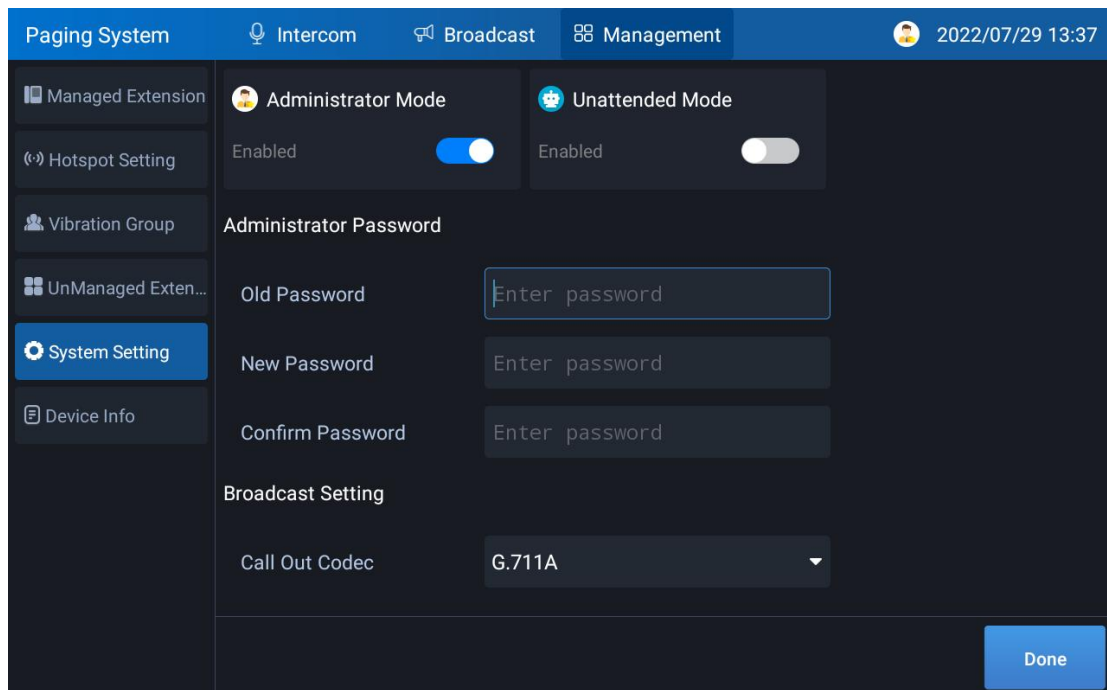 Paging System Intercom Broadcast Management 2022/07/29 13:37
Managed Extension
Hotspot Setting
Vibration Group
UnManaged Exten...
System Setting
Device Info
Administrator Mode
Enabled
Unattended Mode
Enabled
Administrator Password
Old Password Enter password
New Password Enter password
Confirm Password Enter password
Broadcast Setting
Call Out Codec G.711A
Done